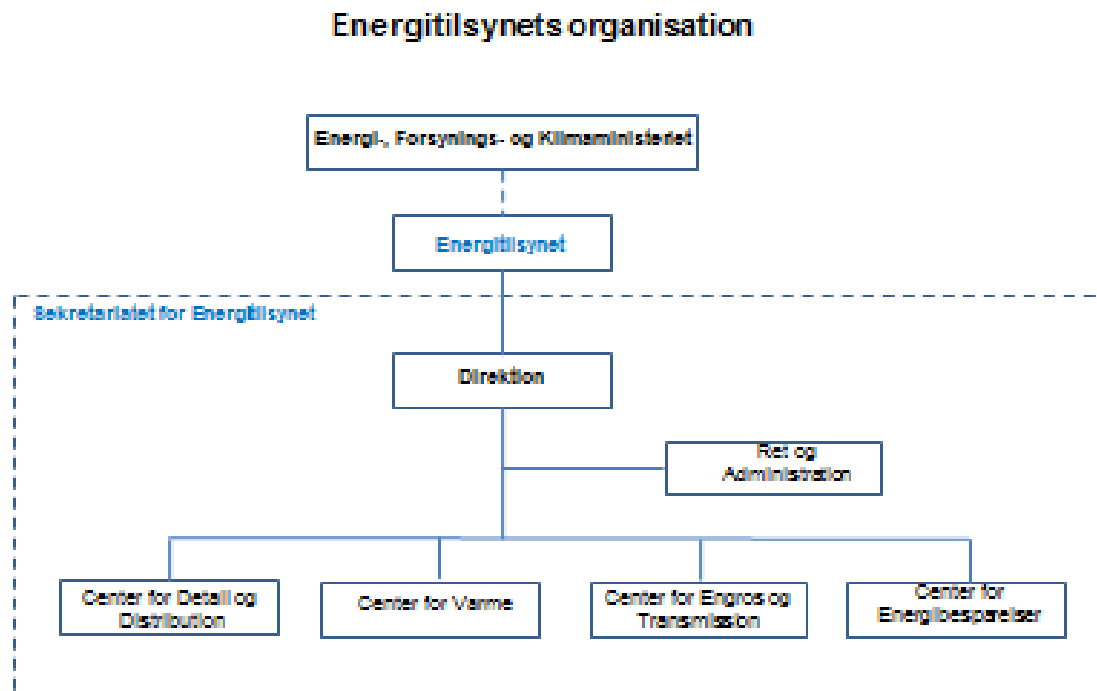 Energitilsynets organisation
Energi-, Forsynings- og Klimaministeriet
Energitilsynet
Sekretariatet for Energitilsynet
Direktion
Ret og
Administration
Center for Detail og
Distribution
Center for Varme
Center for Engros og
Transmission
Center for
Energibesparelser